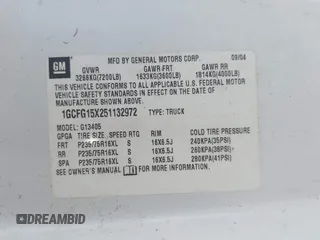 GM
MFD BY GENERAL MOTORS CORP. 09/04
GVWR GAWR-FRT GAWR RR
3266KG(7200LB) 1633KG(3600LB) 1814KG(4000LB)
THIS VEHICLE CONFORMS TO ALL APPLICABLE U.S. FEDERAL MOTOR
VEHICLE SAFETY STANDARDS IN EFFECT ON THE DATE OF
MANUFACTURE SHOWN ABOVE.
1GCFG15X251132972 TYPE: TRUCK
G13405
GPGA TIRE SIZE SPEED RTG RIM COLD TIRE PRESSURE
FRT P235/75R16XL S 16X6.5J 240KPA(35PSI)
RR P235/75R16XL S 16X6.5J 260KPA(38PSI)
SPA P235/75R16XL S 16X6.5J 280KPA(41PSI)
SEE OWNER'S MANUAL FOR MORE INFORMATION
DREAMBID